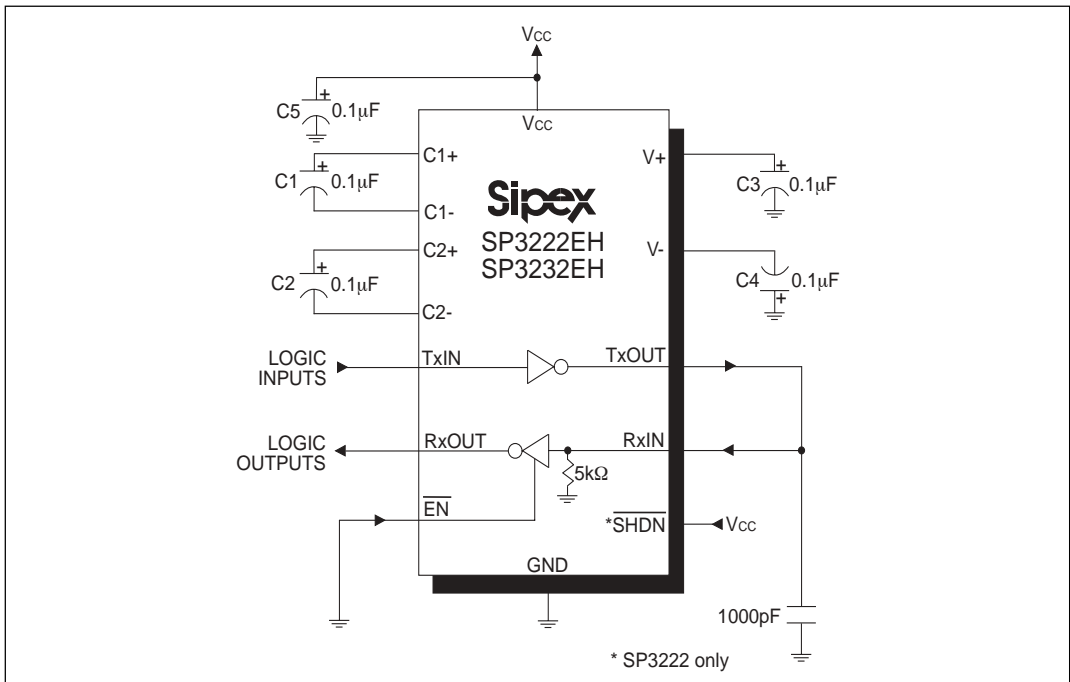 VCC
C5
+
0.1µF
VCC
C1
+
0.1µF
C1+
C1-
V+
C3
+
0.1µF
Sipex
SP3222EH
SP3232EH
C2
+
0.1µF
C2+
C2-
V-
C4
0.1µF
+
LOGIC
INPUTS
TxIN
TxOUT
LOGIC
OUTPUTS
RxOUT
RxIN
5kΩ
EN
*SHDN
VCC
GND
1000pF
* SP3222 only